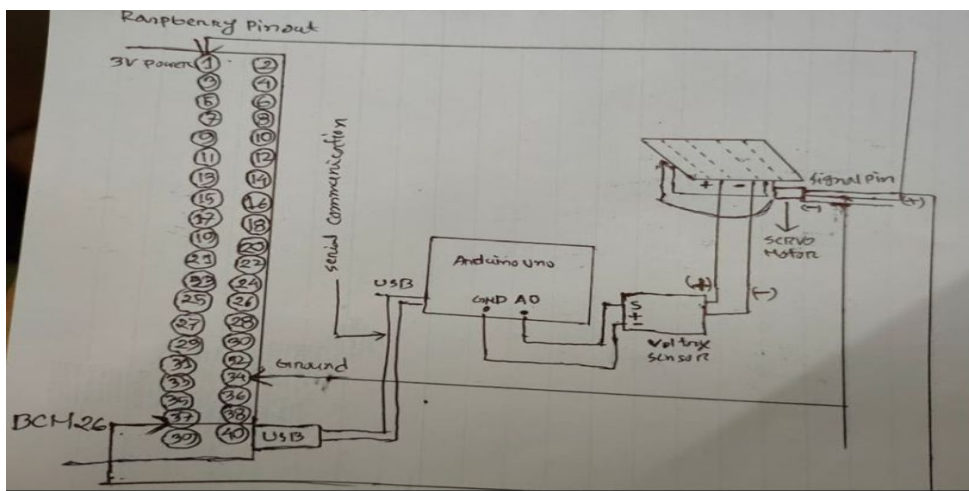 Raspberry Pinout
3V Power 1 2
3 4
5 6
7 8
9 10
11 12
13 14
15 16
17 18
19 20
21 22
23 24
25 26
27 28
29 30
31 32
33 34
35 36
37 38
39 40
Ground
BCM26
USB
serial communication
USB
Arduino uno
GND A0
S
+
-
Voltage
sensor
(+) (-)
+ -
Signal pin
(-) (+)
SERVO
Motor